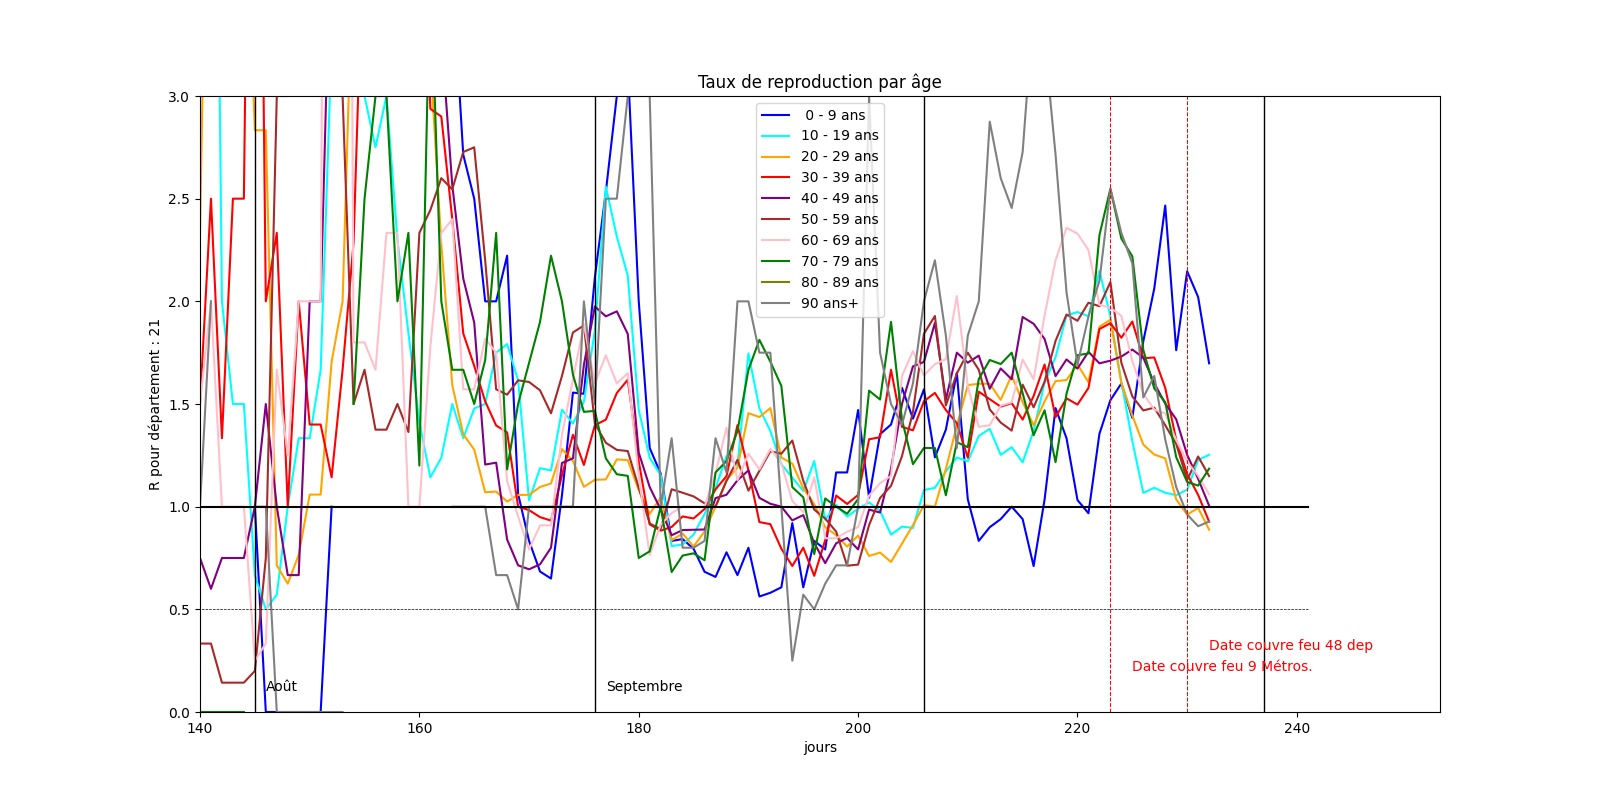 Taux de reproduction par âge
3.0
2.5
2.0
1.5
1.0
0.5
0.0
R pour département : 21
0 - 9 ans
10 - 19 ans
20 - 29 ans
30 - 39 ans
40 - 49 ans
50 - 59 ans
60 - 69 ans
70 - 79 ans
80 - 89 ans
90 ans+
Date couvre feu 48 dep
Date couvre feu 9 Métros.
Août
Septembre
140
160
180
200
220
240
jours